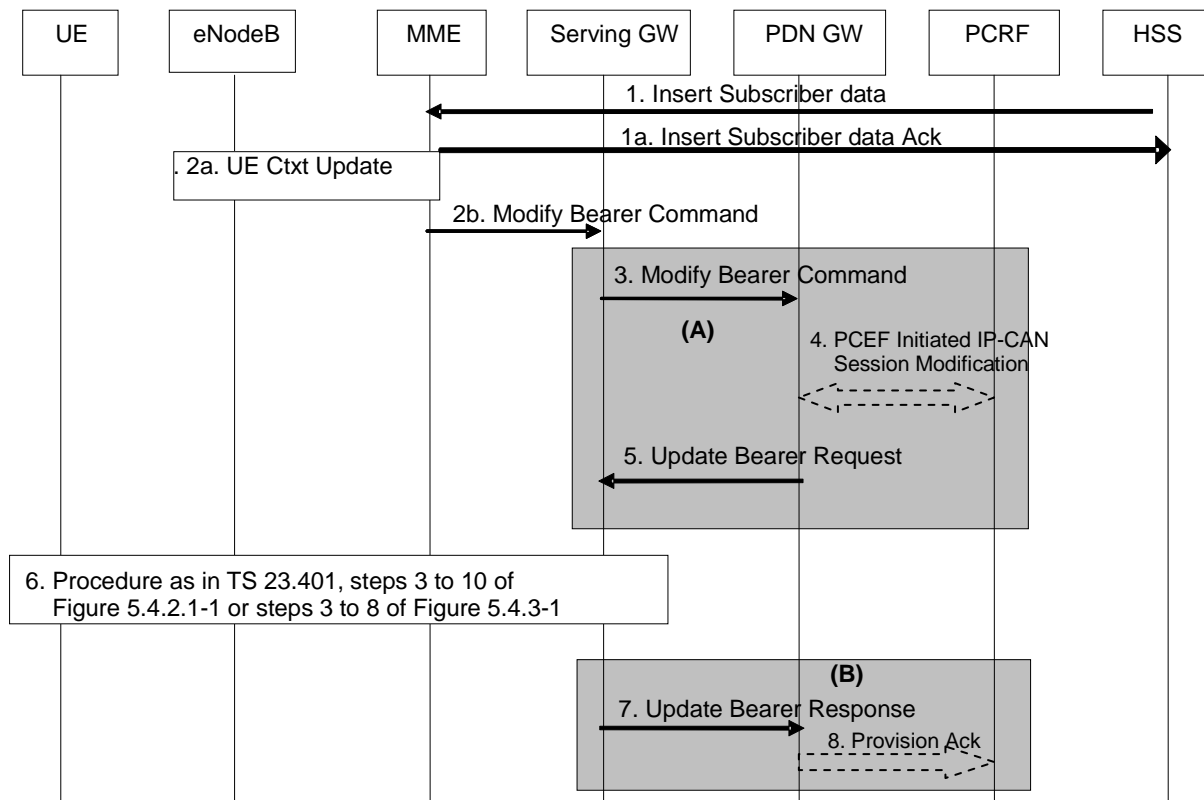 UE eNodeB MME Serving GW PDN GW PCRF HSS
1. Insert Subscriber data
1a. Insert Subscriber data Ack
. 2a. UE Ctxt Update
2b. Modify Bearer Command
3. Modify Bearer Command
(A)
4. PCEF Initiated IP-CAN
Session Modification
5. Update Bearer Request
6. Procedure as in TS 23.401, steps 3 to 10 of
Figure 5.4.2.1-1 or steps 3 to 8 of Figure 5.4.3-1
(B)
7. Update Bearer Response
8. Provision Ack